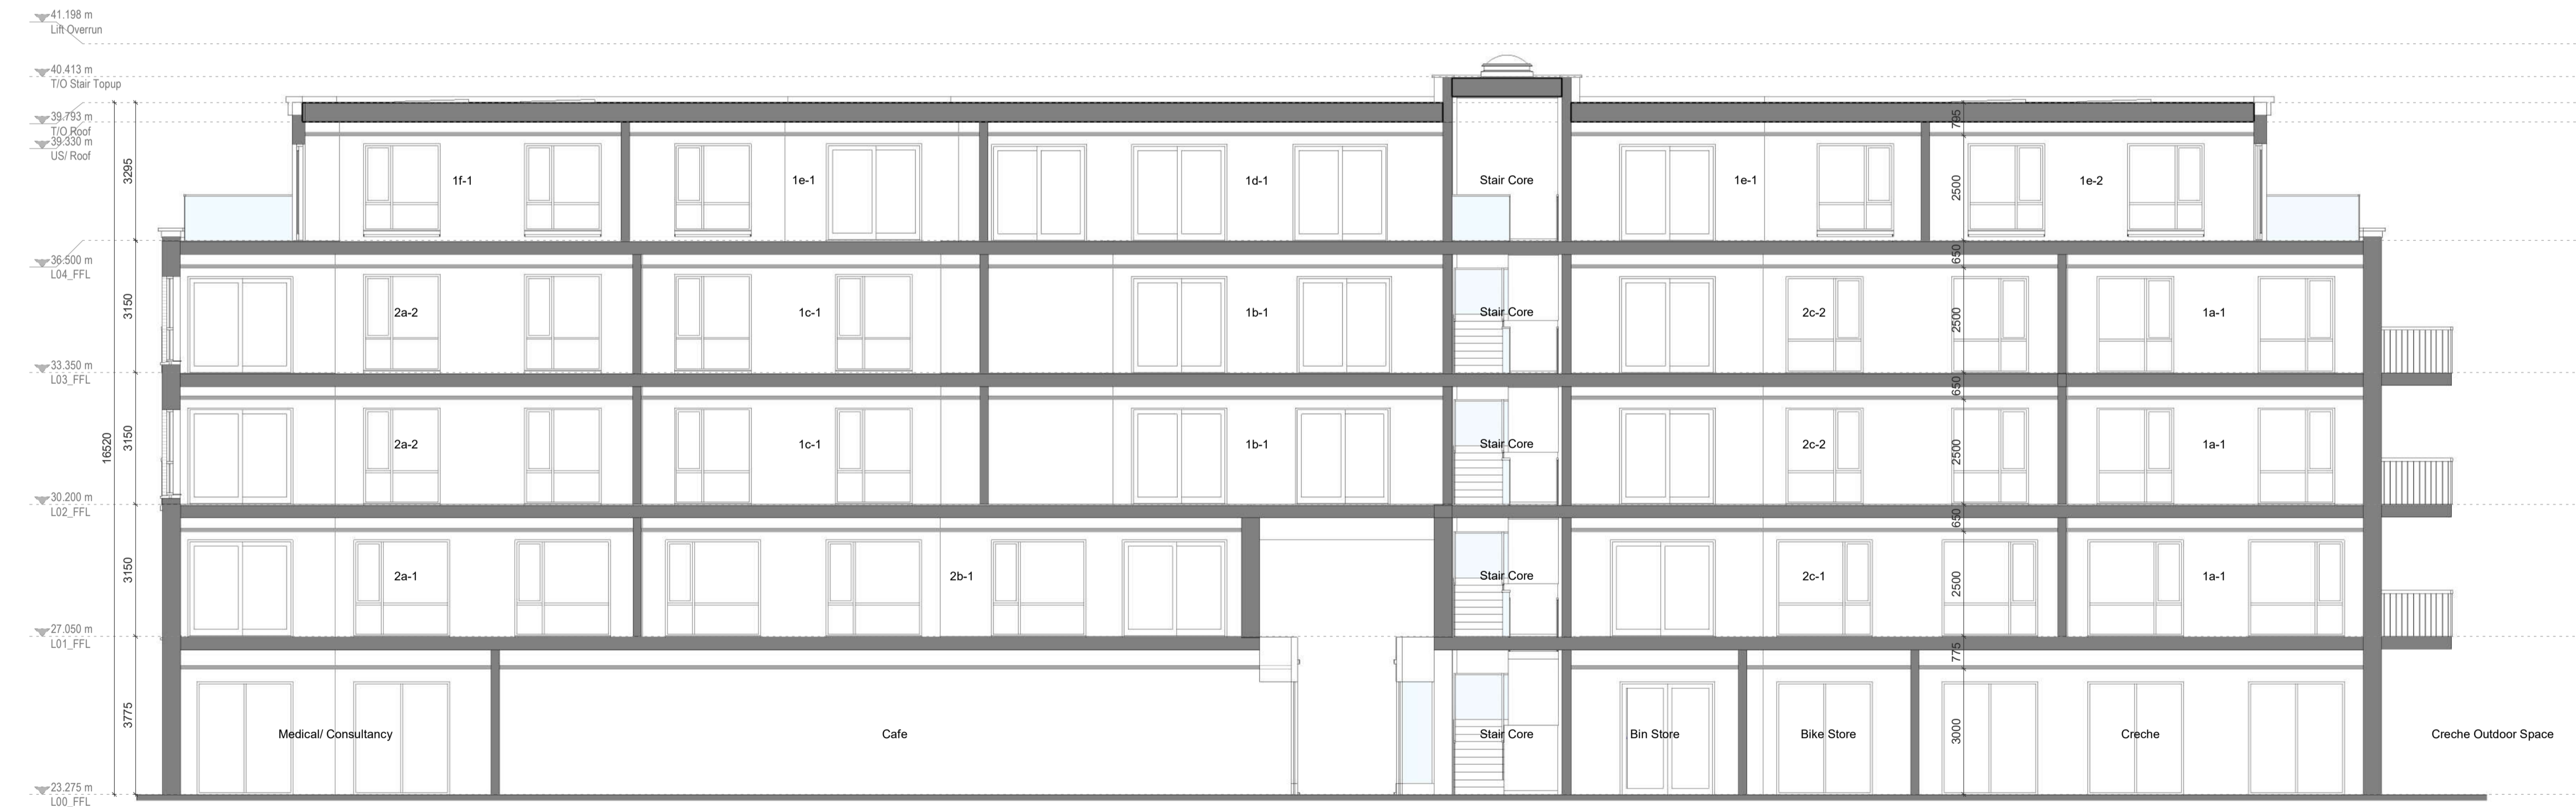 41.198 m
Lift Overrun
40.413 m
T/O Stair Topup
39.793 m
T/O Roof
39.330 m
US/ Roof
795
3295
1f-1
1e-1
1d-1
Stair Core
1e-1
2500
1e-2
36.500 m
L04_FFL
650
3150
2a-2
1c-1
1b-1
Stair Core
2c-2
2500
1a-1
33.350 m
L03_FFL
650
16520
3150
2a-2
1c-1
1b-1
Stair Core
2c-2
2500
1a-1
30.200 m
L02_FFL
650
3150
2a-1
2b-1
Stair Core
2c-1
2500
1a-1
27.050 m
L01_FFL
775
3775
Medical/ Consultancy
Cafe
Stair Core
Bin Store
Bike Store
3000
Creche
Creche Outdoor Space
23.275 m
L00_FFL